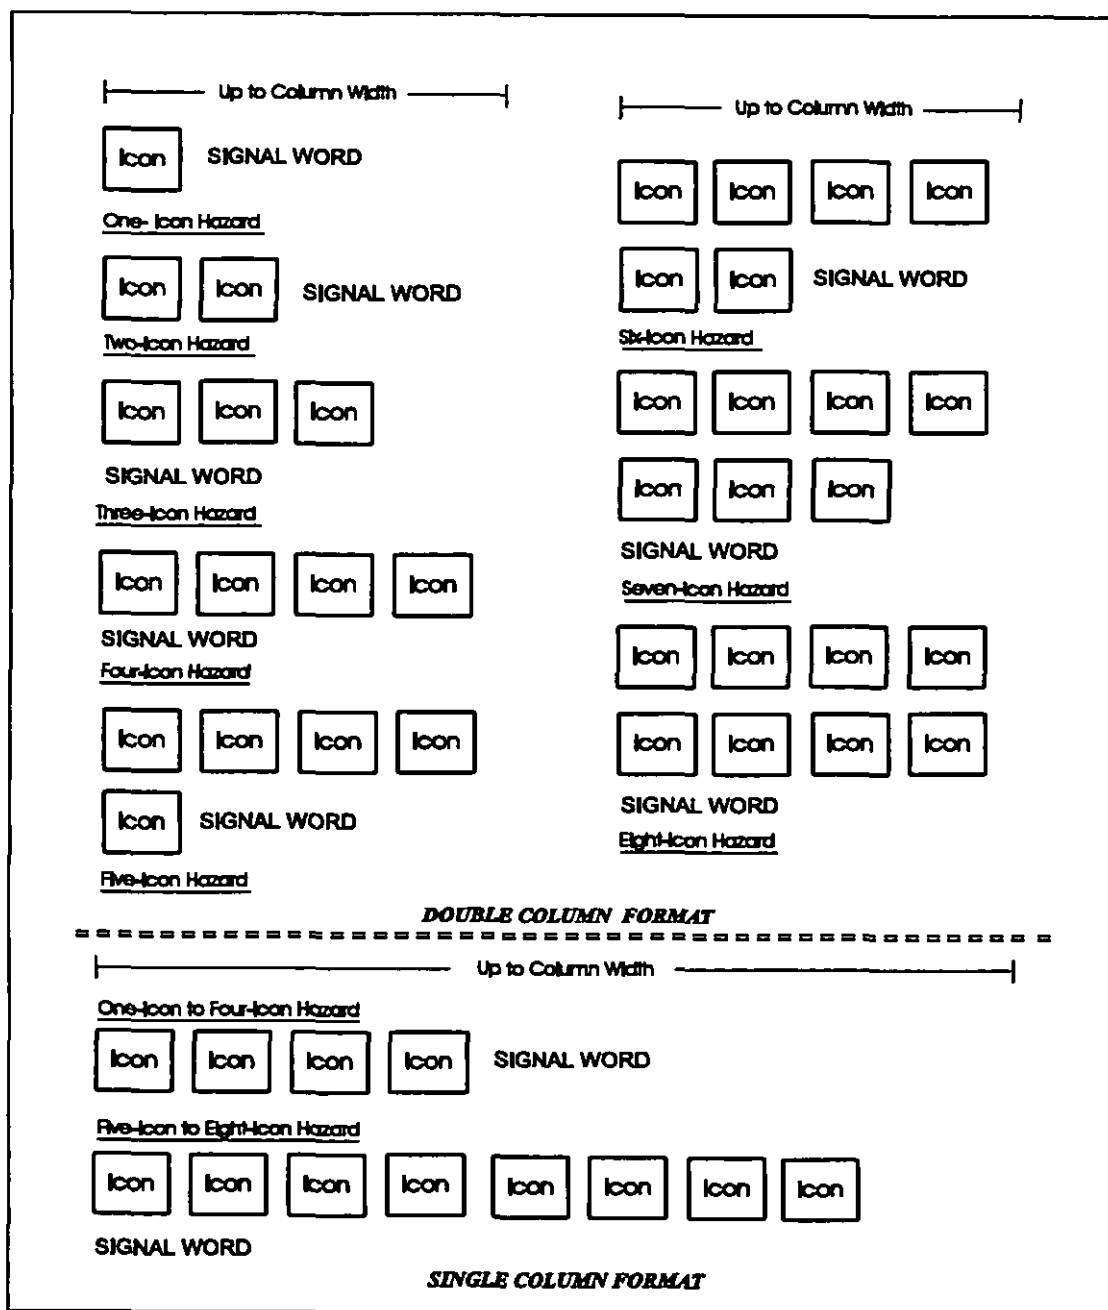 Up to Column Width
Icon SIGNAL WORD
One- Icon Hazard
Icon Icon SIGNAL WORD
Two-Icon Hazard
Icon Icon Icon
SIGNAL WORD
Three-Icon Hazard
Icon Icon Icon Icon
SIGNAL WORD
Four-Icon Hazard
Icon Icon Icon Icon
Icon SIGNAL WORD
Five-Icon Hazard
Up to Column Width
Icon Icon Icon Icon
Icon Icon SIGNAL WORD
Six-Icon Hazard
Icon Icon Icon Icon
Icon Icon Icon
SIGNAL WORD
Seven-Icon Hazard
Icon Icon Icon Icon
Icon Icon Icon Icon
SIGNAL WORD
Eight-Icon Hazard
DOUBLE COLUMN FORMAT
Up to Column Width
One-Icon to Four-Icon Hazard
Icon Icon Icon Icon SIGNAL WORD
Five-Icon to Eight-Icon Hazard
Icon Icon Icon Icon Icon Icon Icon Icon
SIGNAL WORD
SINGLE COLUMN FORMAT